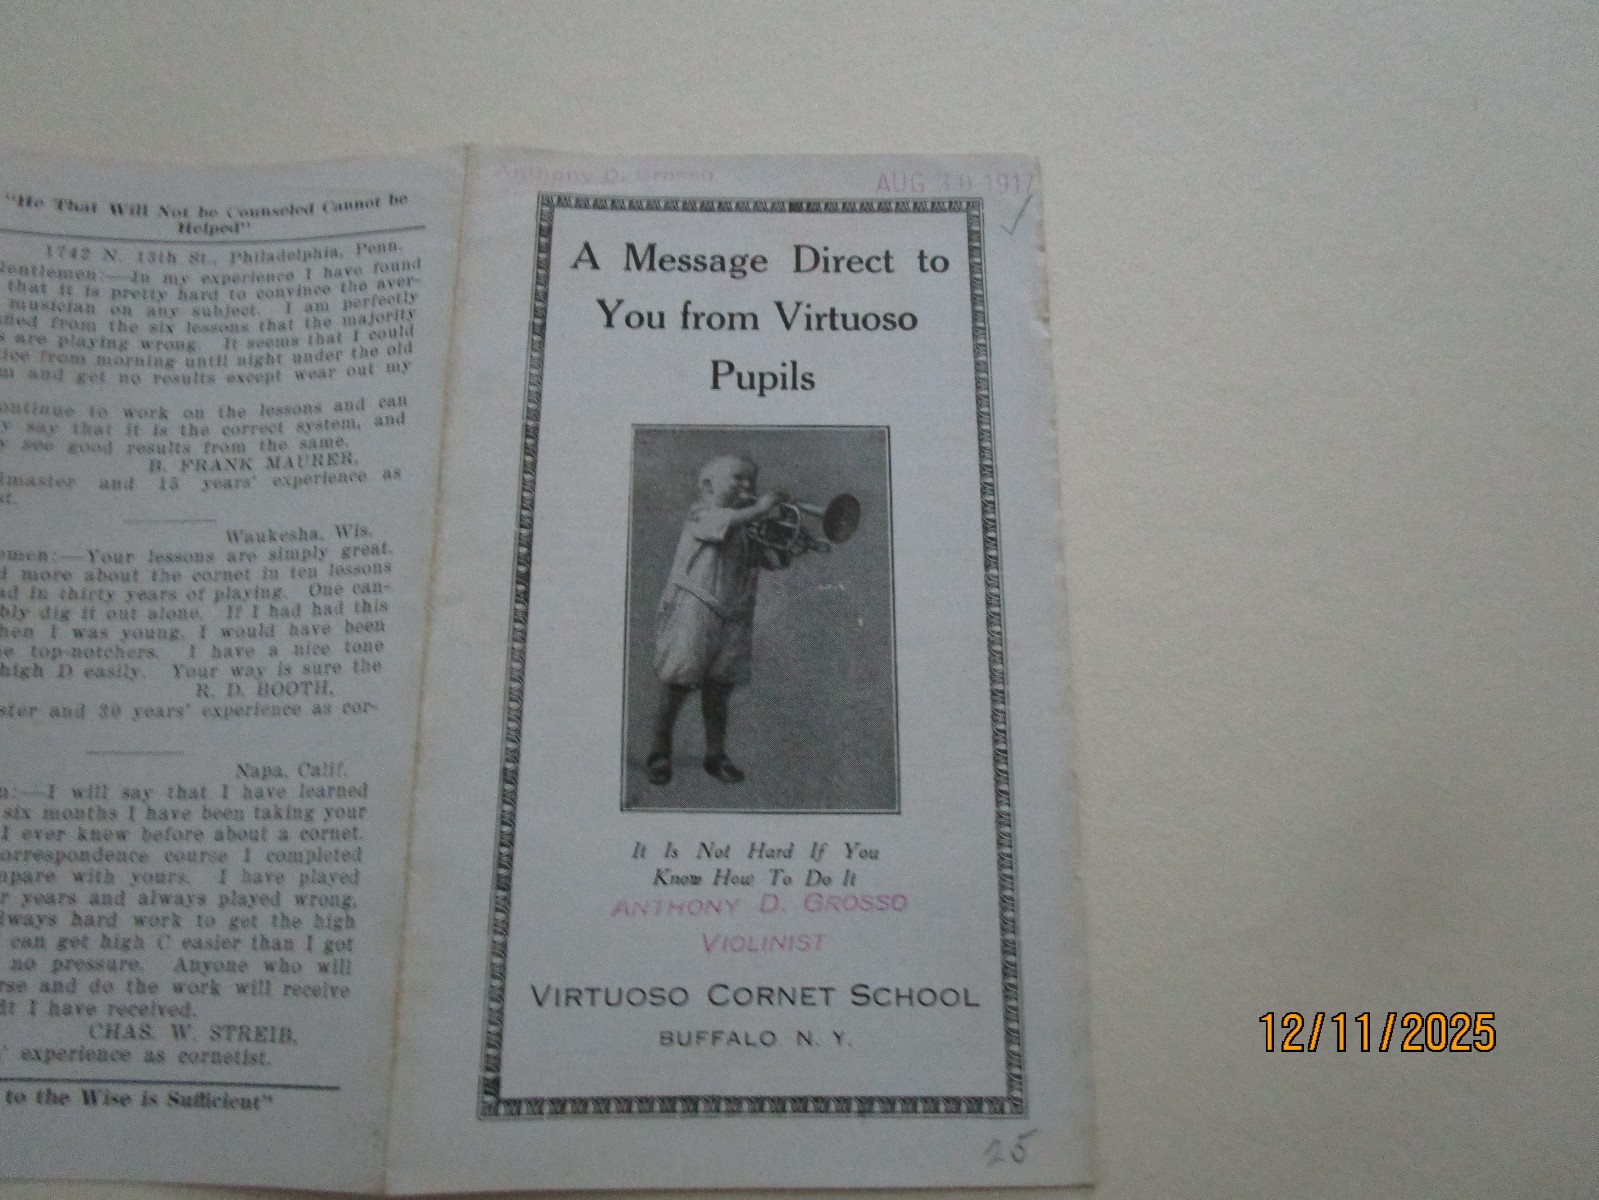 "He That Will Not be Counseled Cannot be
Helped"
1742 N. 13th St., Philadelphia, Penn.
Gentlemen:—In my experience I have found
that it is pretty hard to convince the aver-
musician on any subject. I am perfectly
from the six lessons that the majority
are playing wrong. It seems that I could
from morning until night under the old
and get no results except wear out my
continue to work on the lessons and can
say that it is the correct system, and
see good results from the same.
B. FRANK MAURER,
and 15 years' experience as
Waukesha, Wis.
Your lessons are simply great.
more about the cornet in ten lessons
in thirty years of playing. One can-
dig it out alone. If I had had this
when I was young, I would have been
top-notchers. I have a nice tone
high D easily. Your way is sure the
R. D. BOOTH,
and 30 years' experience as cor-
Napa, Calif.
I will say that I have learned
six months I have been taking your
I ever knew before about a cornet.
correspondence course I completed
with yours. I have played
years and always played wrong.
always hard work to get the high
can get high C easier than I got
no pressure. Anyone who will
and do the work will receive
I have received.
CHAS. W. STREIB,
experience as cornetist.
to the Wise is Sufficient"
Anthony D. Grosso
AUG 30 1917
A Message Direct to
You from Virtuoso
Pupils
It Is Not Hard If You
Know How To Do It
ANTHONY D. GROSSO
VIOLINIST
VIRTUOSO CORNET SCHOOL
BUFFALO, N. Y.
25
12/11/2025